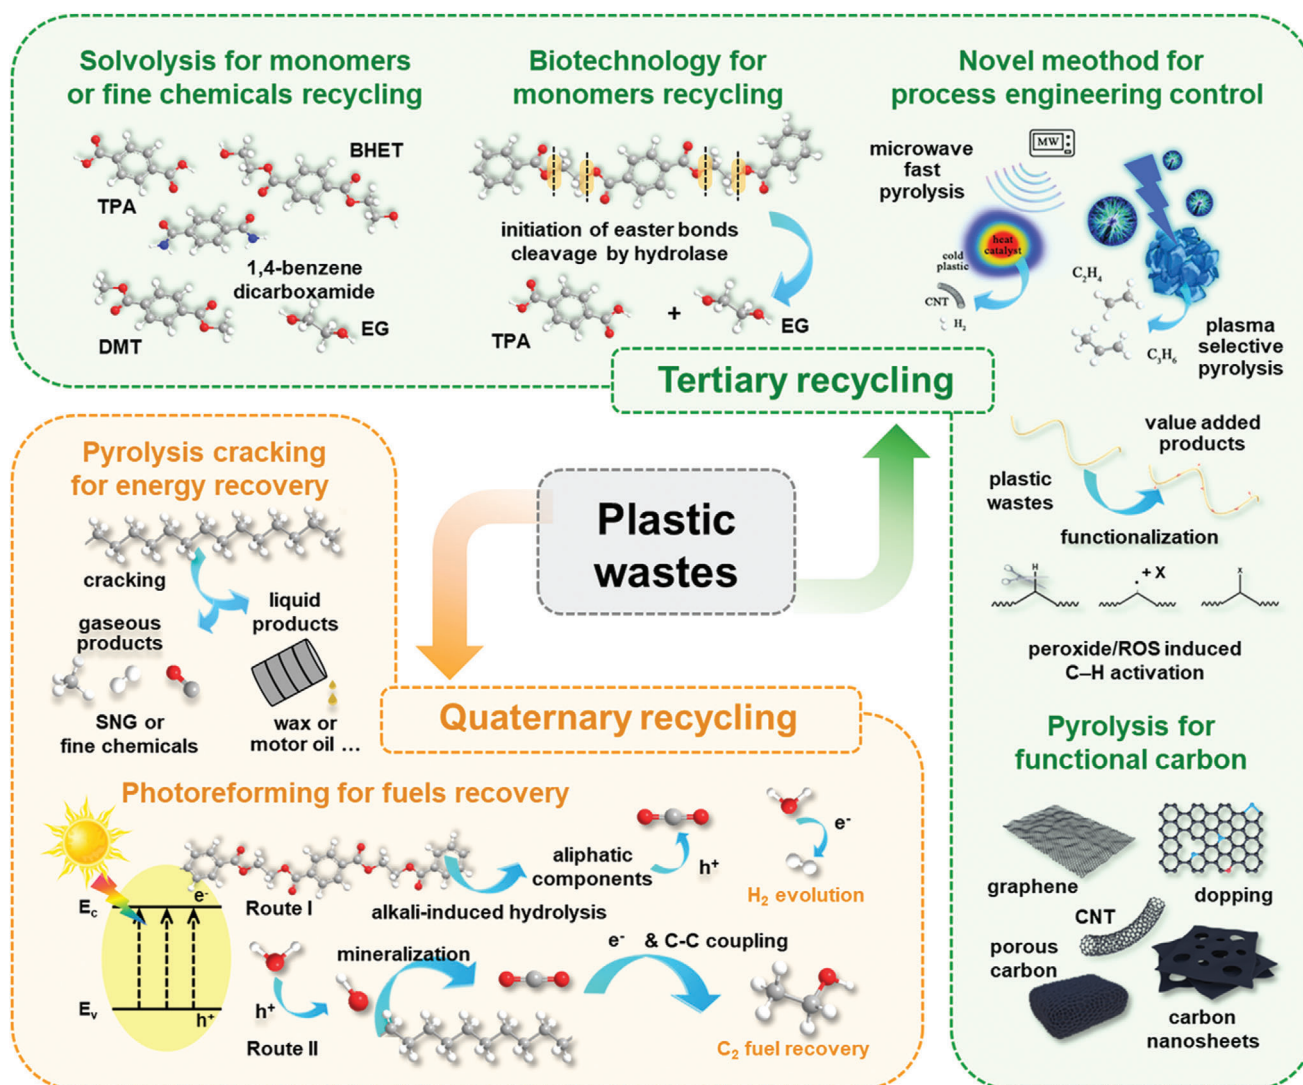 Solvolysis for monomers
or fine chemicals recycling
TPA
BHET
1,4-benzene
dicarboxamide
DMT
EG
Biotechnology for
monomers recycling
initiation of easter bonds
cleavage by hydrolase
TPA
+
EG
Novel meothod for
process engineering control
microwave
fast
pyrolysis
MW
heat
catalyst
cold
plastic
CNT
H₂
C₂H₄
C₃H₆
plasma
selective
pyrolysis
Tertiary recycling
value added
products
plastic
wastes
functionalization
H
+ X
X
peroxide/ROS induced
C–H activation
Pyrolysis for
functional carbon
graphene
dopping
CNT
porous
carbon
carbon
nanosheets
Plastic
wastes
Pyrolysis cracking
for energy recovery
cracking
gaseous
products
liquid
products
SNG or
fine chemicals
wax or
motor oil ...
Quaternary recycling
Photoreforming for fuels recovery
E_c
e⁻
E_v
h⁺
Route I
alkali-induced hydrolysis
aliphatic
components
h⁺
e⁻
H₂ evolution
Route II
h⁺
mineralization
e⁻ & C-C coupling
C₂ fuel recovery